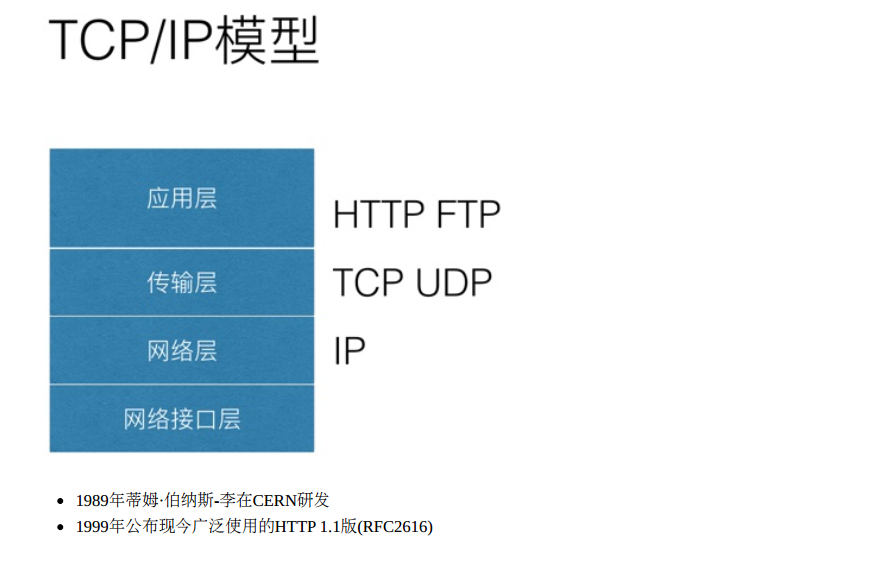 TCP/IP模型
应用层
HTTP FTP
传输层
TCP UDP
网络层
IP
网络接口层
1989年蒂姆·伯纳斯-李在CERN研发
1999年公布现今广泛使用的HTTP 1.1版(RFC2616)